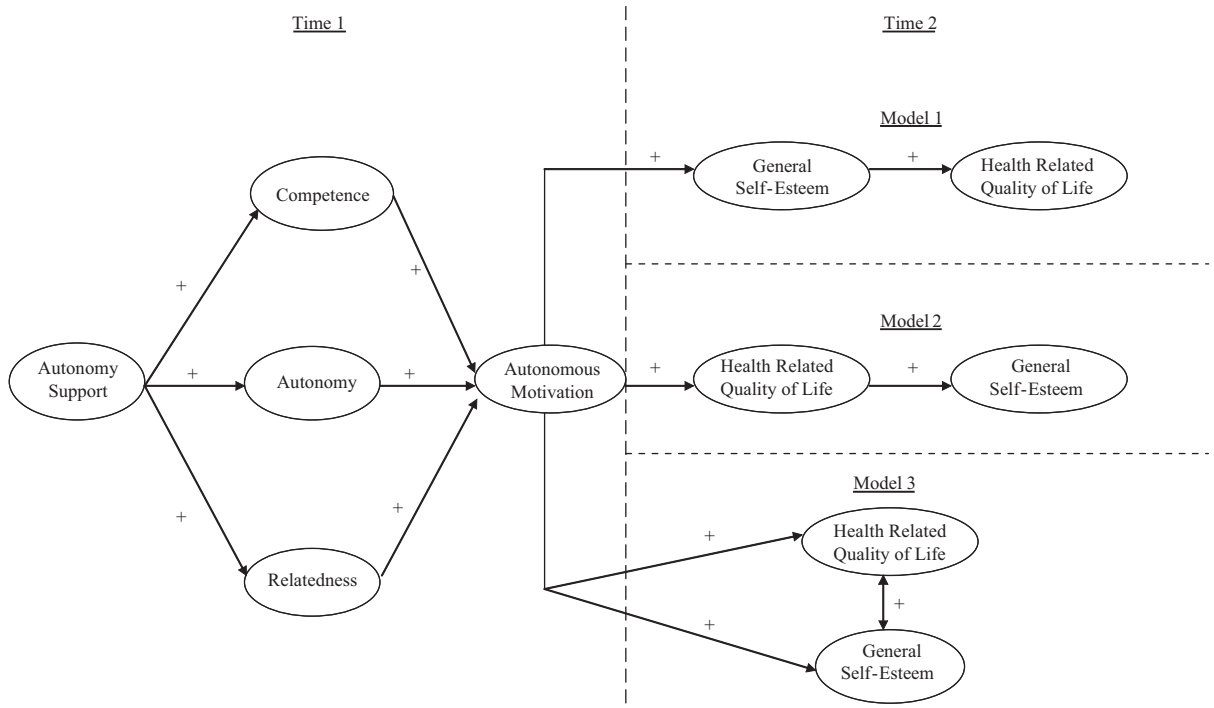 Time 1
Time 2
Model 1
+
General
Self-Esteem
+
Health Related
Quality of Life
Competence
+
+
Model 2
Autonomy
Support
+
Autonomy
+
Autonomous
Motivation
+
Health Related
Quality of Life
+
General
Self-Esteem
Model 3
+
+
Relatedness
+
Health Related
Quality of Life
+
+
General
Self-Esteem